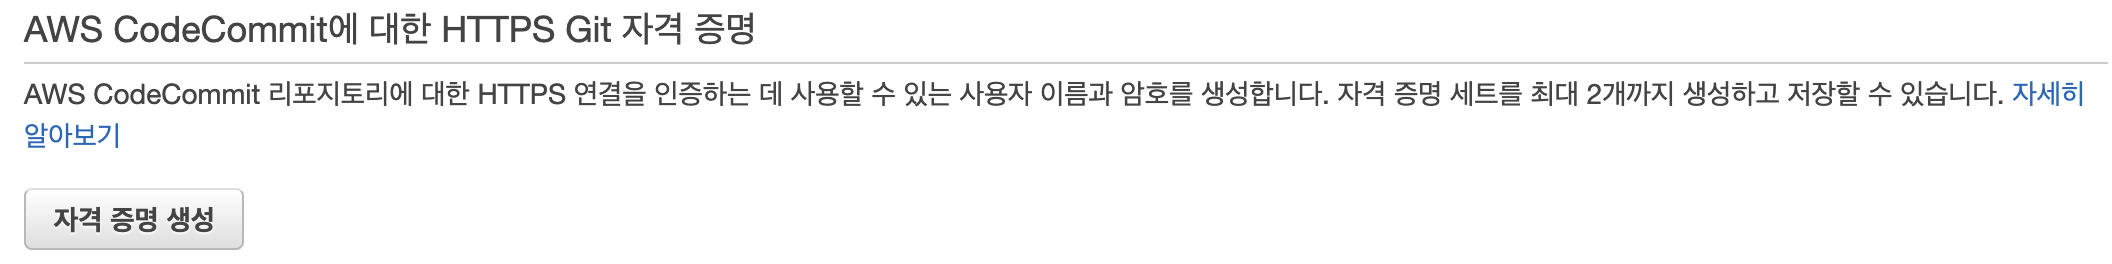 AWS CodeCommit에 대한 HTTPS Git 자격 증명
AWS CodeCommit 리포지토리에 대한 HTTPS 연결을 인증하는 데 사용할 수 있는 사용자 이름과 암호를 생성합니다. 자격 증명 세트를 최대 2개까지 생성하고 저장할 수 있습니다. 자세히
알아보기
자격 증명 생성